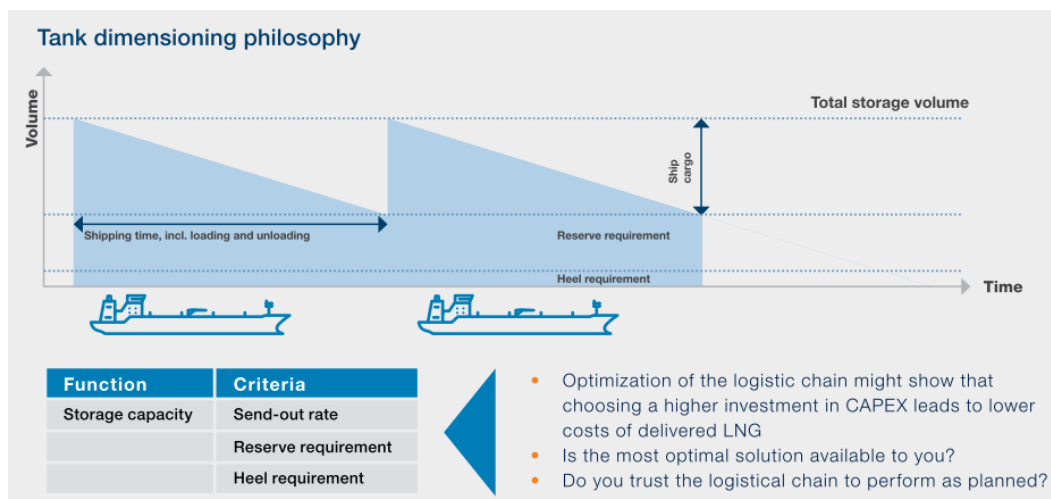 Tank dimensioning philosophy
Volume
Total storage volume
Ship
cargo
Shipping time, incl. loading and unloading
Reserve requirement
Heel requirement
Time
Function Criteria
Storage capacity Send-out rate
Reserve requirement
Heel requirement
• Optimization of the logistic chain might show that
choosing a higher investment in CAPEX leads to lower
costs of delivered LNG
• Is the most optimal solution available to you?
• Do you trust the logistical chain to perform as planned?